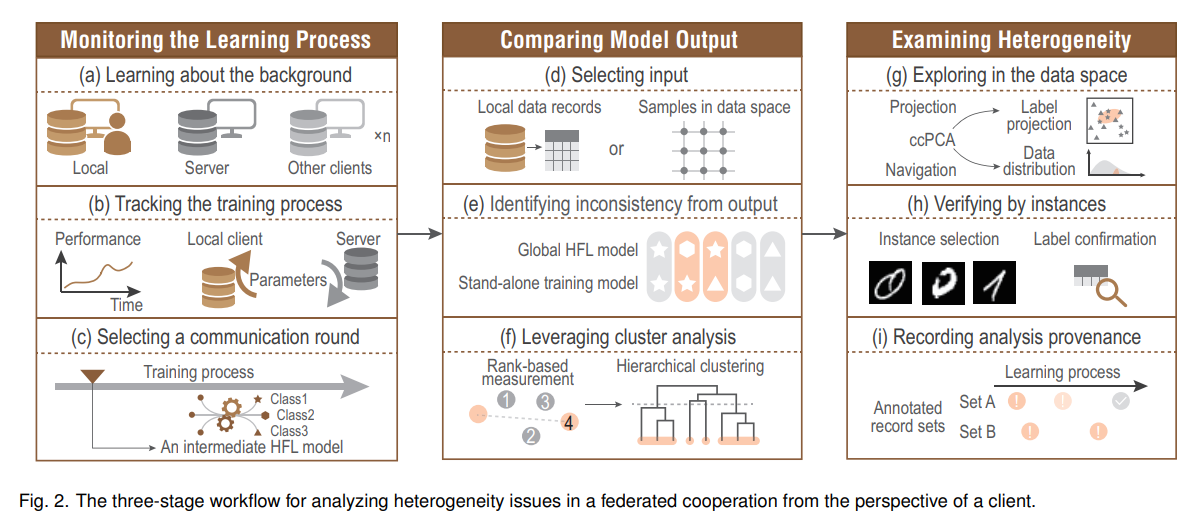 Monitoring the Learning Process
(a) Learning about the background
×n
Local
Server
Other clients
(b) Tracking the training process
Performance
Time
Local client
Server
Parameters
(c) Selecting a communication round
Training process
Class1
Class2
Class3
An intermediate HFL model
Comparing Model Output
(d) Selecting input
Local data records
or
Samples in data space
(e) Identifying inconsistency from output
Global HFL model
Stand-alone training model
(f) Leveraging cluster analysis
Rank-based
measurement
1
3
2
4
Hierarchical clustering
Examining Heterogeneity
(g) Exploring in the data space
Projection
ccPCA
Navigation
Label
projection
Data
distribution
(h) Verifying by instances
Instance selection
Label confirmation
0
0
1
(i) Recording analysis provenance
Learning process
Annotated
record sets
Set A
!
!
Set B
!
!
Fig. 2. The three-stage workflow for analyzing heterogeneity issues in a federated cooperation from the perspective of a client.